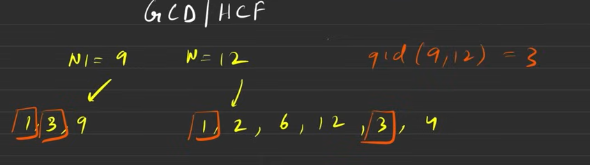 GCD/HCF
N1 = 9 N = 12 gcd(9,12) = 3
1, 3, 9 1, 2, 6, 12, 3, 4